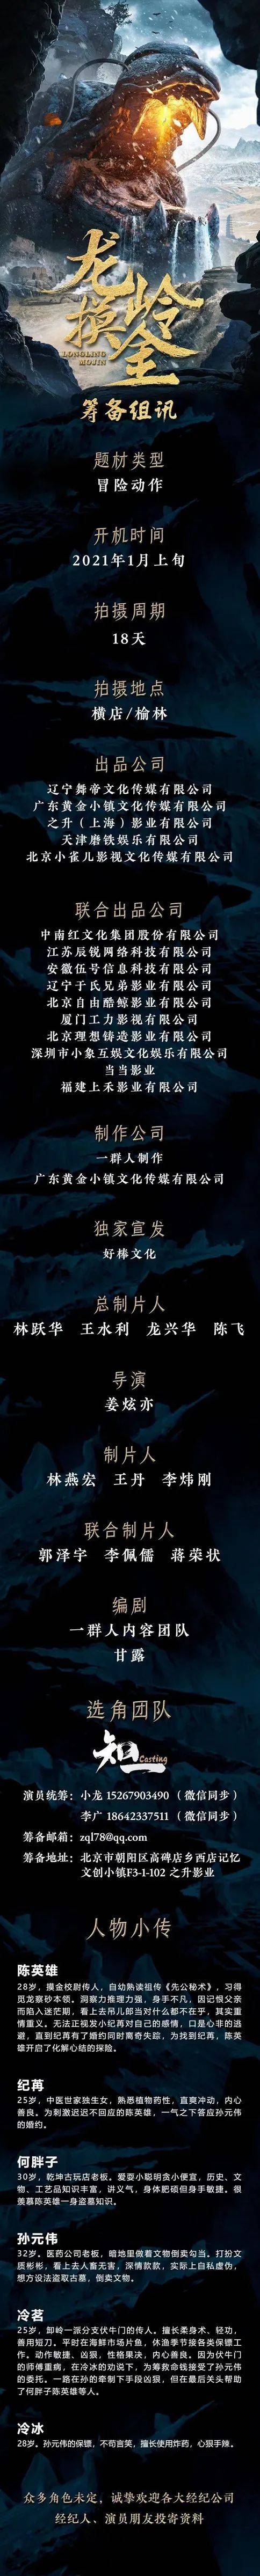 龙岭
摸金
LONGLING
MOJIN
筹备组讯
题材类型
冒险动作
开机时间
2021年1月上旬
拍摄周期
18天
拍摄地点
横店/榆林
出品公司
辽宁舞帝文化传媒有限公司
广东黄金小镇文化传媒有限公司
之升（上海）影业有限公司
天津磨铁娱乐有限公司
北京小雀儿影视文化传媒有限公司
联合出品公司
中南红文化集团股份有限公司
江苏辰锐网络科技有限公司
安徽伍号信息科技有限公司
辽宁于氏兄弟影业有限公司
北京自由酷鲸影业有限公司
厦门工力影视有限公司
北京理想铸造影业有限公司
深圳市小象互娱文化娱乐有限公司
当当影业
福建上禾影业有限公司
制作公司
一群人制作
广东黄金小镇文化传媒有限公司
独家宣发
好棒文化
总制片人
林跃华 王水利 龙兴华 陈飞
导演
姜炫亦
制片人
林燕宏 王丹 李炜刚
联合制片人
郭泽宇 李佩儒 蒋荣状
编剧
一群人内容团队
甘露
选角团队
知一
Casting
演员统筹：小龙 15267903490（微信同步）
李广 18642337511（微信同步）
筹备邮箱：zql78@qq.com
筹备地址：北京市朝阳区高碑店乡西店记忆
文创小镇F3-1-102 之升影业
人物小传
陈英雄
28岁，摸金校尉传人，自幼熟读祖传《先公秘术》，习得
觅龙察砂本领。洞察力推理力强，身手不凡，因记恨父亲
而陷入迷茫期，看上去吊儿郎当对什么都不在乎，其实重
情重义。无法正视发小纪苒对自己的感情，口是心非的逃
避，直到纪苒有了婚约同时离奇失踪，为找到纪苒，陈英
雄开启了化解心结的探险。
纪苒
25岁，中医世家独生女，熟悉植物药性，直爽冲动，内心
善良。为刺激迟迟不回应的陈英雄，一气之下答应孙元伟
的婚约。
何胖子
30岁，乾坤古玩店老板。爱耍小聪明贪小便宜，历史、文
物、工艺品知识丰富，讲义气，身体肥硕但身手敏捷。很
羡慕陈英雄一身盗墓知识。
孙元伟
32岁。医药公司老板，暗地里做着文物倒卖勾当。打扮文
质彬彬，看上去人畜无害，深情款款，实际上自私虚伪，
想方设法盗取古墓，倒卖文物。
冷茗
25岁，卸岭一派分支伏牛门的传人。擅长柔身术、轻功，
善用短刀。平时在海鲜市场片鱼，休渔季节接各类保镖工
作。动作敏捷、凶狠，性格果决，内心善良。因为伏牛门
的师傅重病，在冷冰的劝说下，为筹救命钱接受了孙元伟
的委托。一路在孙的牵制下手段凶狠，但在最后关头帮助
了何胖子陈英雄等人。
冷冰
28岁。孙元伟的保镖，不苟言笑，擅长使用炸药，心狠手辣。
众多角色未定，诚挚欢迎各大经纪公司
经纪人、演员朋友投寄资料